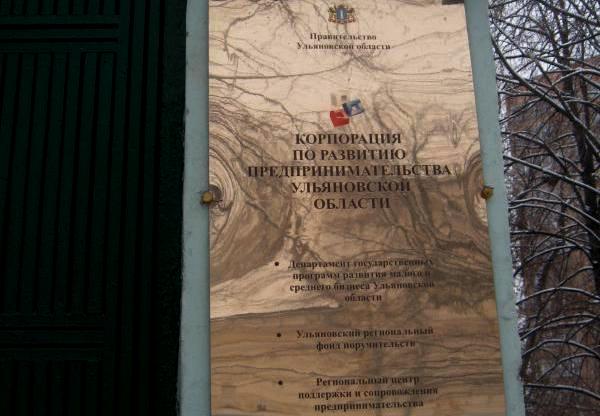 Правительство
Ульяновской области
КОРПОРАЦИЯ
ПО РАЗВИТИЮ
ПРЕДПРИНИМАТЕЛЬСТВА
УЛЬЯНОВСКОЙ
ОБЛАСТИ
• Департамент государственных
программ развития малого и
среднего бизнеса Ульяновской
области
• Ульяновский региональный
фонд поручительств
• Региональный центр
поддержки и сопровождения
предпринимательства